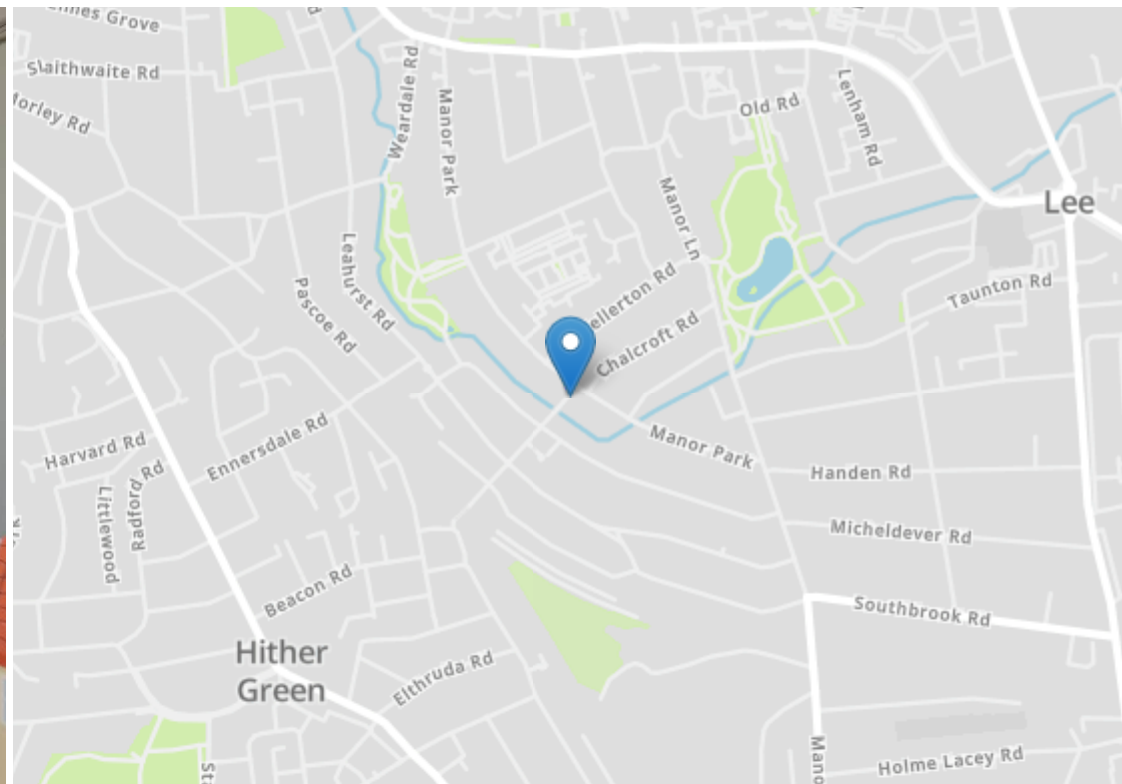 Slaithwaite Rd
Weardale Rd
Manor Park
Old Rd
Lenham Rd
Manor Ln
Lee
Leahurst Rd
Pascoe Rd
Taunton Rd
Chalcroft Rd
Manor Park
Harvard Rd
Ennersdale Rd
Handen Rd
Radford Rd
Littlewood
Micheldever Rd
Beacon Rd
Southbrook Rd
Hither
Green
Elthruda Rd
Holme Lacey Rd